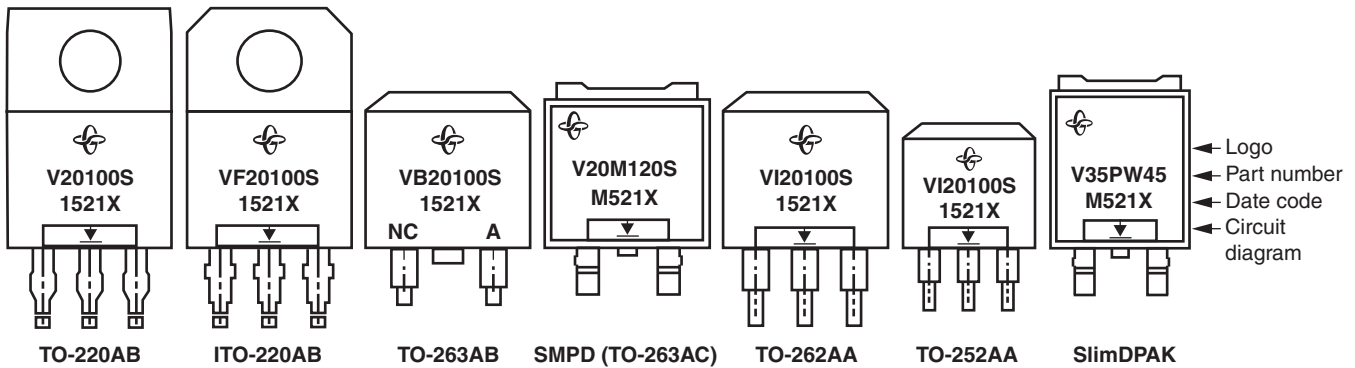 V20100S
1521X
TO-220AB
VF20100S
1521X
ITO-220AB
VB20100S
1521X
NC A
TO-263AB
V20M120S
M521X
SMPD (TO-263AC)
VI20100S
1521X
TO-262AA
VI20100S
1521X
TO-252AA
V35PW45
M521X
SlimDPAK
Logo
Part number
Date code
Circuit
diagram